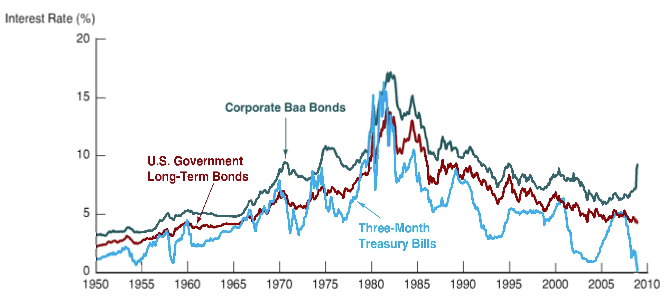 Interest Rate (%)
20
15
10
5
0
Corporate Baa Bonds
U.S. Government
Long-Term Bonds
Three-Month
Treasury Bills
1950 1955 1960 1965 1970 1975 1980 1985 1990 1995 2000 2005 2010